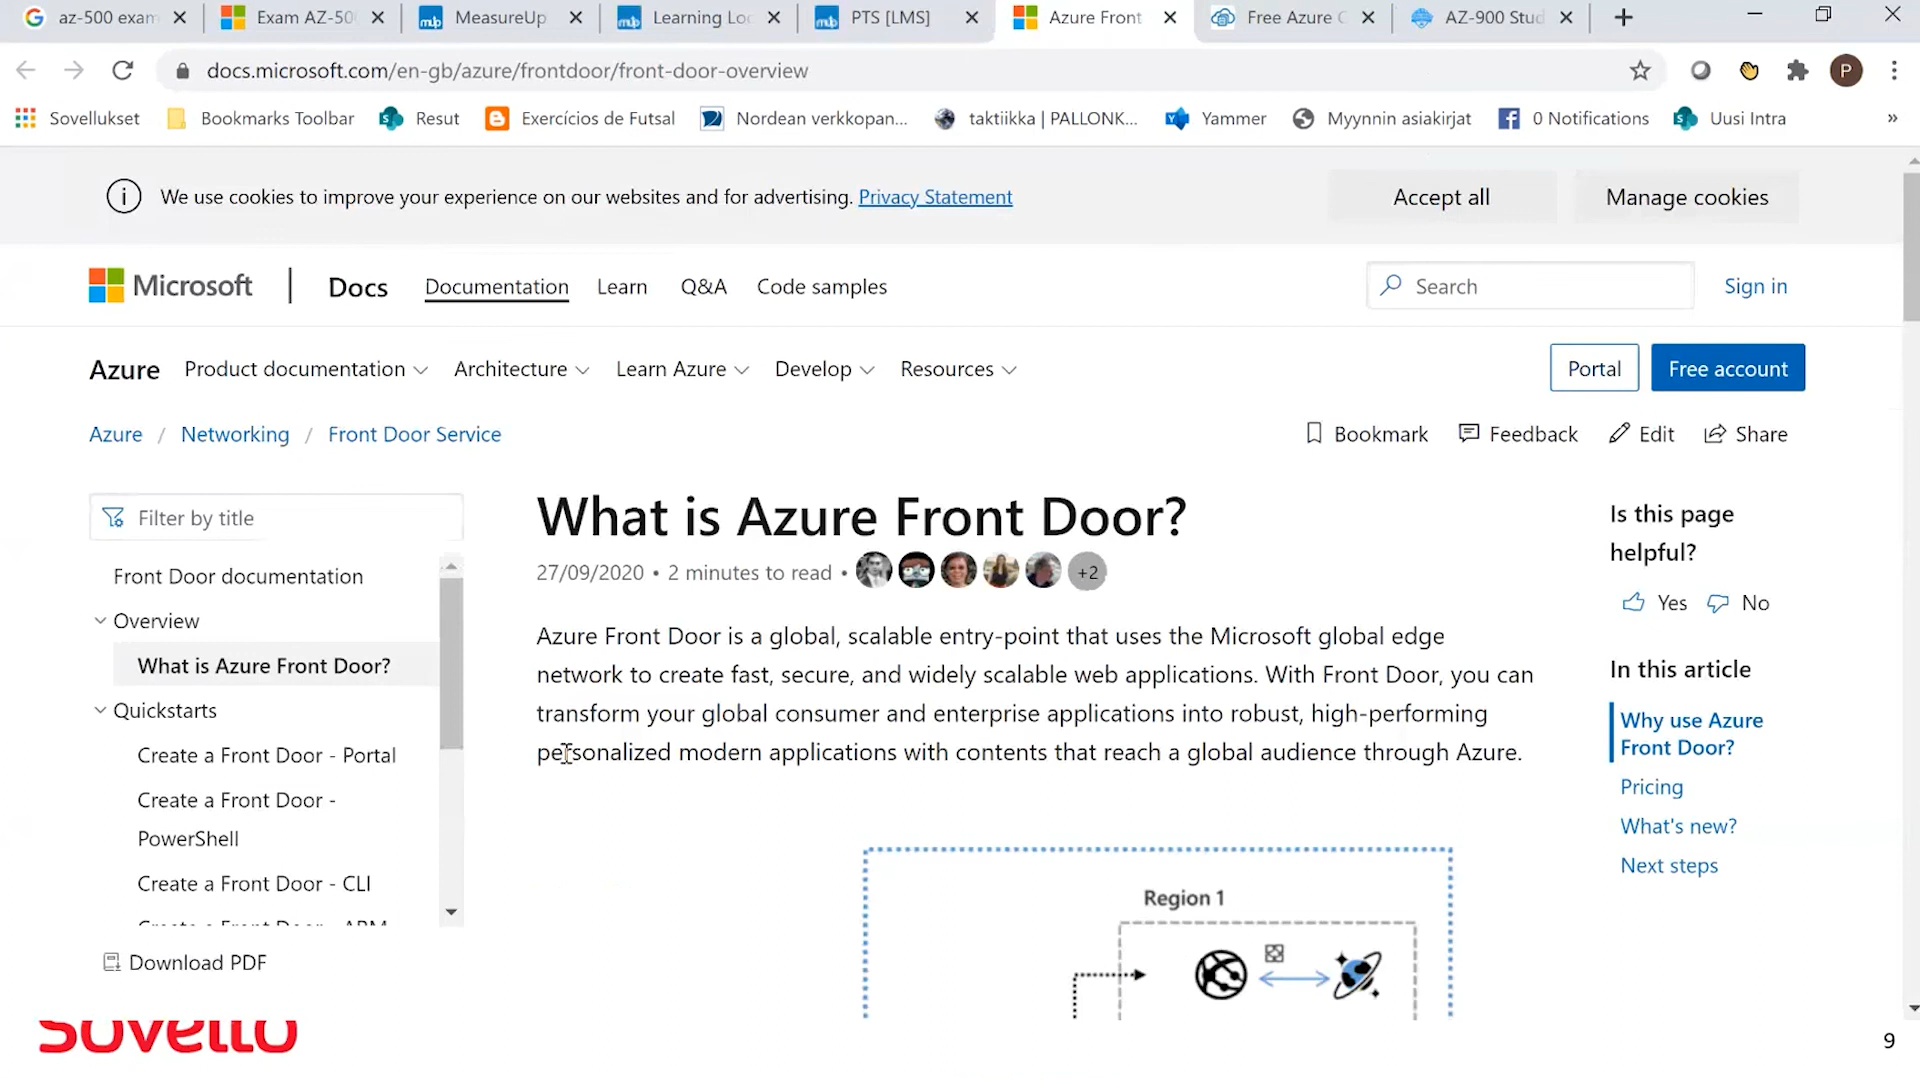 az-500 exam
Exam AZ-50
MeasureUp
Learning Loc
PTS [LMS]
Azure Front
Free Azure C
AZ-900 Stud
docs.microsoft.com/en-gb/azure/frontdoor/front-door-overview
P
Sovellukset
Bookmarks Toolbar
Resut
Exercícios de Futsal
Nordean verkkopan...
taktiikka | PALLONK...
Yammer
Myynnin asiakirjat
0 Notifications
Uusi Intra
»
We use cookies to improve your experience on our websites and for advertising. Privacy Statement
Accept all
Manage cookies
Microsoft
Docs
Documentation
Learn
Q&A
Code samples
Search
Sign in
Azure
Product documentation
Architecture
Learn Azure
Develop
Resources
Portal
Free account
Azure / Networking / Front Door Service
Bookmark
Feedback
Edit
Share
Filter by title
Front Door documentation
Overview
What is Azure Front Door?
Quickstarts
Create a Front Door - Portal
Create a Front Door -
PowerShell
Create a Front Door - CLI
Create a Front Door - ARM
Download PDF
What is Azure Front Door?
27/09/2020 • 2 minutes to read •
+2
Azure Front Door is a global, scalable entry-point that uses the Microsoft global edge
network to create fast, secure, and widely scalable web applications. With Front Door, you can
transform your global consumer and enterprise applications into robust, high-performing
personalized modern applications with contents that reach a global audience through Azure.
Region 1
Is this page
helpful?
Yes
No
In this article
Why use Azure
Front Door?
Pricing
What's new?
Next steps
sovelto
9